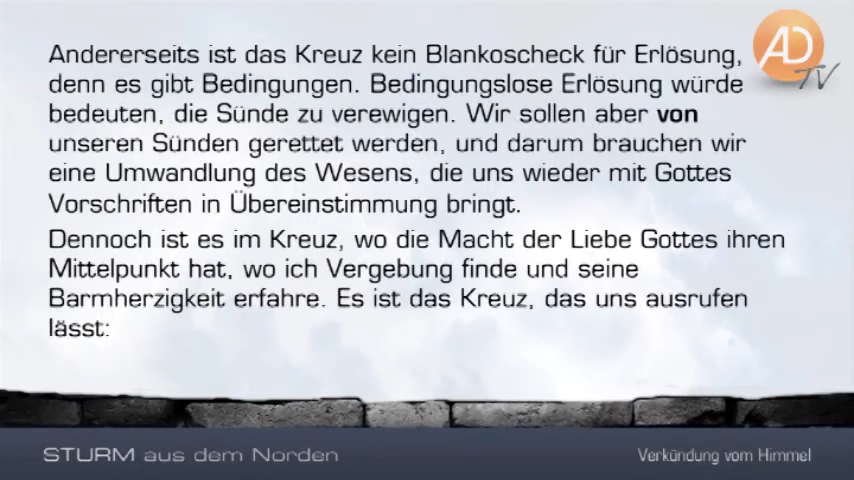 Andererseits ist das Kreuz kein Blankoscheck für Erlösung,
denn es gibt Bedingungen. Bedingungslose Erlösung würde
bedeuten, die Sünde zu verewigen. Wir sollen aber von
unseren Sünden gerettet werden, und darum brauchen wir
eine Umwandlung des Wesens, die uns wieder mit Gottes
Vorschriften in Übereinstimmung bringt.
Dennoch ist es im Kreuz, wo die Macht der Liebe Gottes ihren
Mittelpunkt hat, wo ich Vergebung finde und seine
Barmherzigkeit erfahre. Es ist das Kreuz, das uns ausrufen
lässt:
AD
TV
STURM aus dem Norden
Verkündung vom Himmel